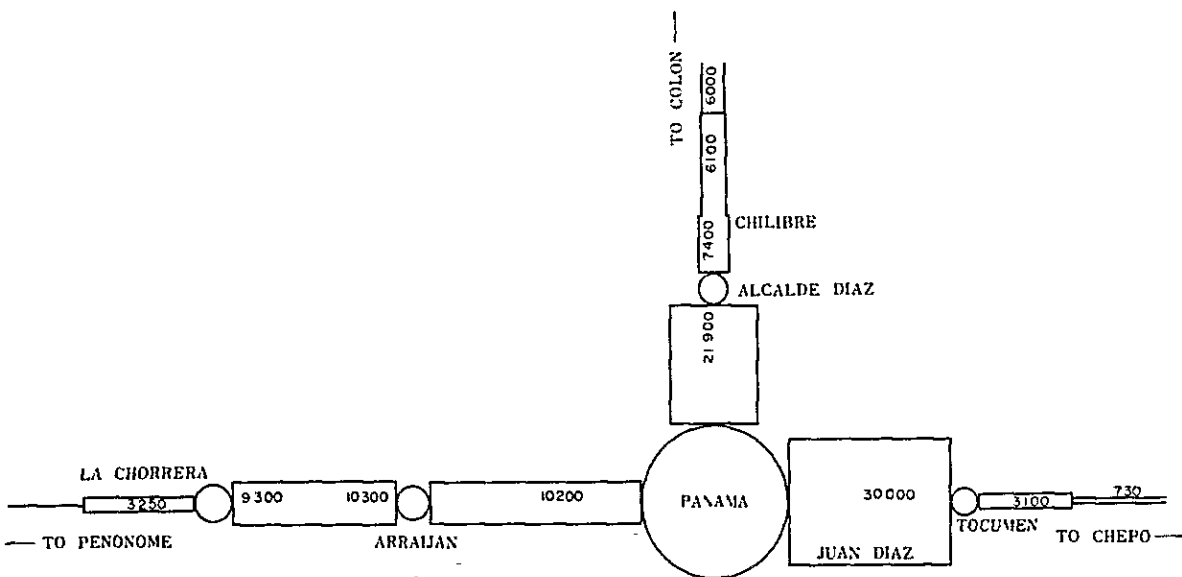 TO COLON —
6000
6100
7400
CHILIBRE
ALCALDE DIAZ
21 900
LA CHORRERA
3250
9300
10300
10200
PANAMA
30000
3100
730
— TO PENONOME
ARRAIJAN
JUAN DIAZ
TOCUMEN
TO CHEPO —